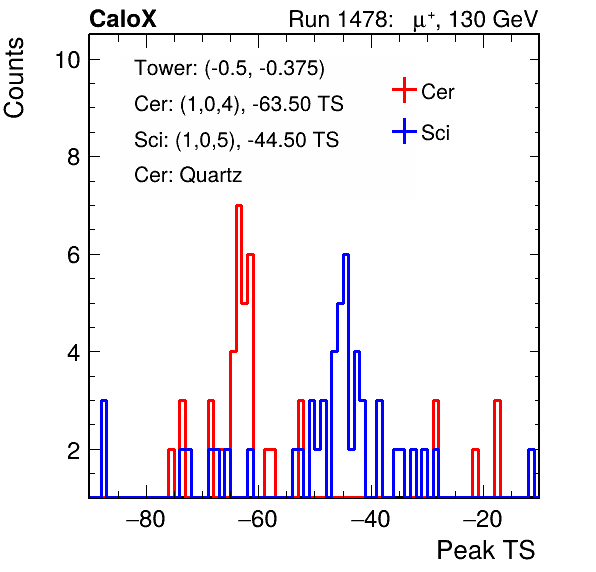 CaloX Run 1478: μ⁺, 130 GeV
Counts
Tower: (-0.5, -0.375)
Cer: (1,0,4), -63.50 TS
Sci: (1,0,5), -44.50 TS
Cer: Quartz
Cer
Sci
10
8
6
4
2
−80 −60 −40 −20
Peak TS